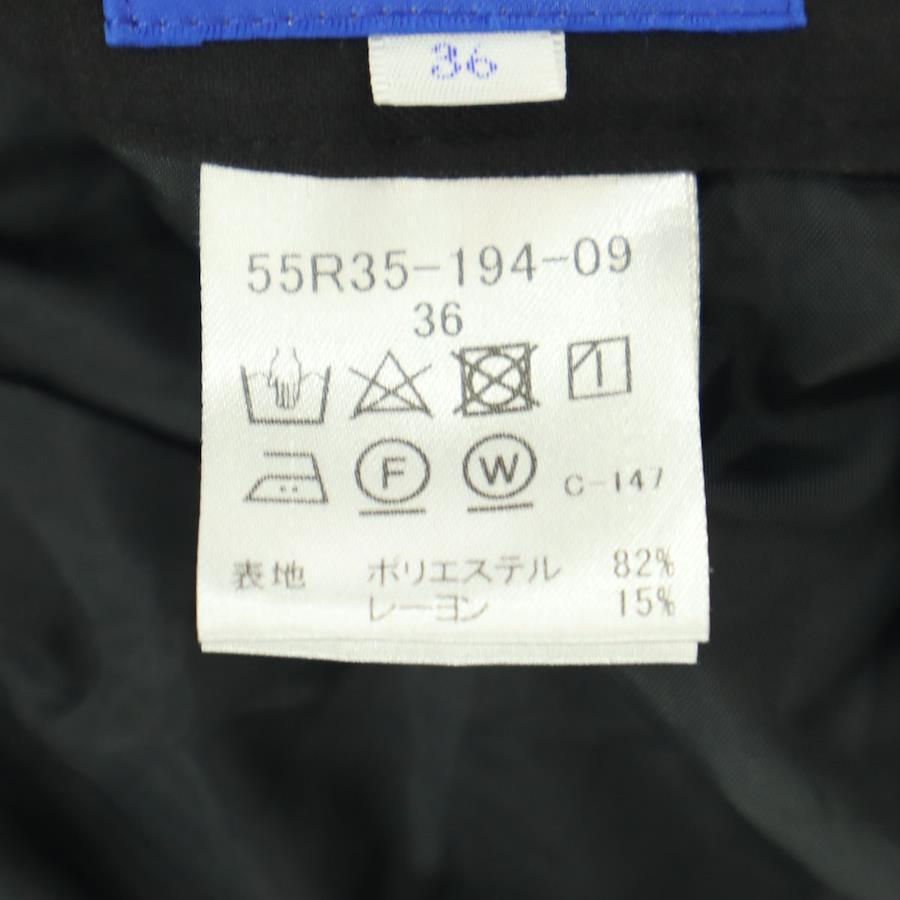 36
55R35-194-09
36
F W C-147
表地 ポリエステル 82%
レーヨン 15%